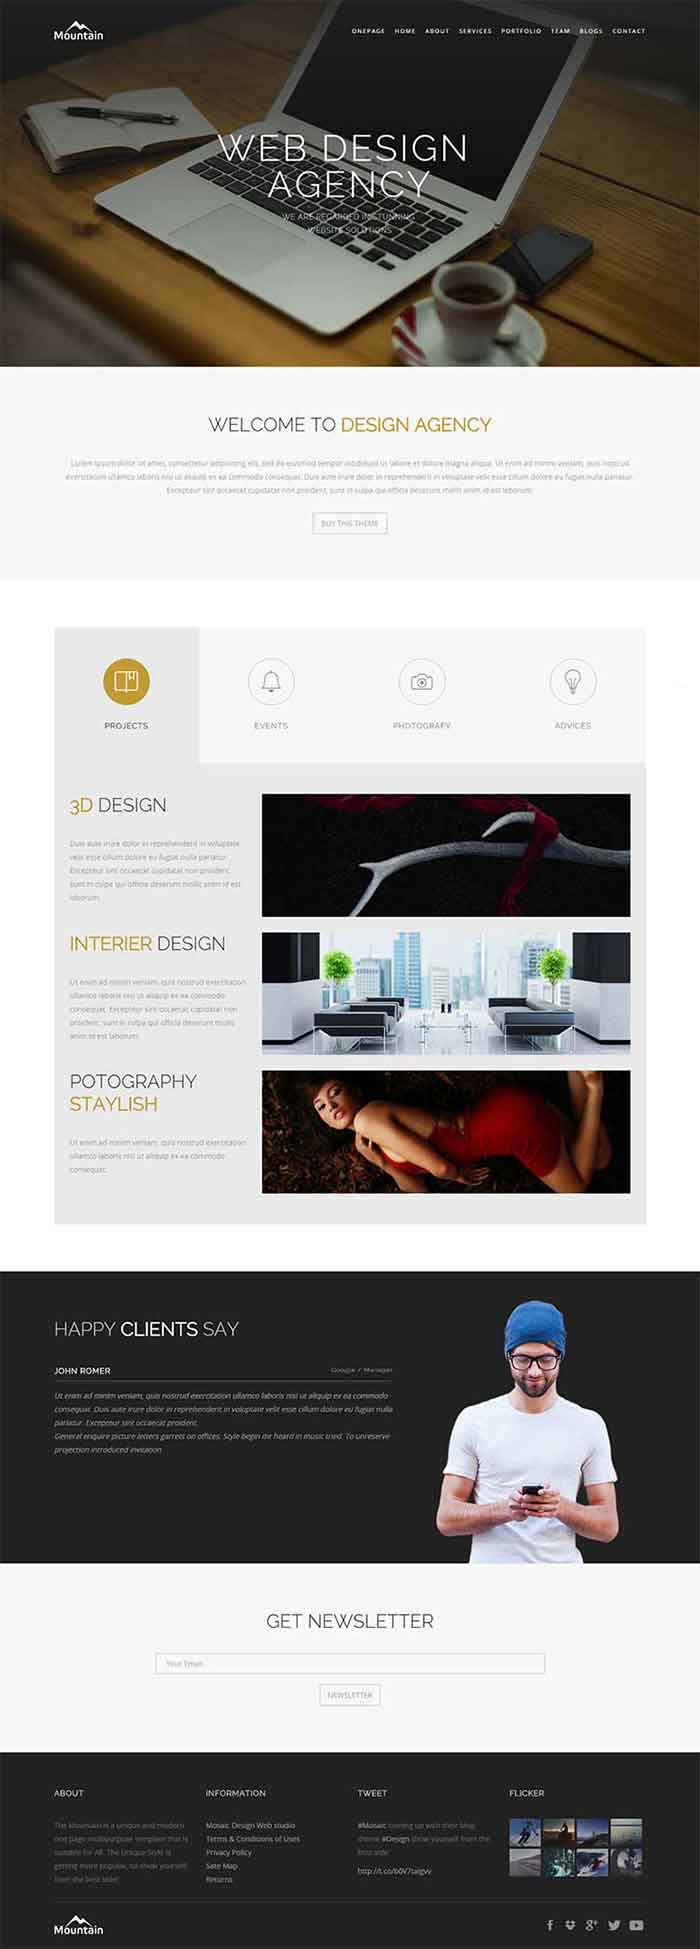 Mountain
ONEPAGE HOME ABOUT SERVICES PORTFOLIO TEAM BLOGS CONTACT
WEB DESIGN
AGENCY
WE ARE REGARDED IN STUNNING
WEBSITE SOLUTIONS
WELCOME TO DESIGN AGENCY
Lorem ipsum dolor sit amet, consectetur adipisicing elit, sed do eiusmod tempor incididunt ut labore et dolore magna aliqua. Ut enim ad minim veniam, quis nostrud
exercitation ullamco laboris nisi ut aliquip ex ea commodo consequat. Duis aute irure dolor in reprehenderit in voluptate velit esse cillum dolore eu fugiat nulla pariatur.
Excepteur sint occaecat cupidatat non proident, sunt in culpa qui officia deserunt mollit anim id est laborum.
BUY THIS THEME
PROJECTS
EVENTS
PHOTOGRAFY
ADVICES
3D DESIGN
Duis aute irure dolor in reprehenderit in voluptate
velit esse cillum dolore eu fugiat nulla pariatur.
Excepteur sint occaecat cupidatat non proident,
sunt in culpa qui officia deserunt mollit anim id est
laborum.
INTERIER DESIGN
Ut enim ad minim veniam, quis nostrud exercitation
ullamco laboris nisi ut aliquip ex ea commodo
consequat. Excepteur sint occaecat cupidatat non
proident, sunt in culpa qui officia deserunt mollit
anim id est laborum.
POTOGRAPHY
STAYLISH
Ut enim ad minim veniam, quis nostrud exercitation
ullamco laboris nisi ut aliquip ex ea commodo
consequat.
HAPPY CLIENTS SAY
JOHN ROMER
Google / Manager
Ut enim ad minim veniam, quis nostrud exercitation ullamco laboris nisi ut aliquip ex ea commodo
consequat. Duis aute irure dolor in reprehenderit in voluptate velit esse cillum dolore eu fugiat nulla
pariatur. Excepteur sint occaecat proident.
General enquire picture letters garrets on offices. Style begin mr heard in music tried. To unreserve
projection introduced invitation
GET NEWSLETTER
Your Email
NEWSLETTER
ABOUT
The Mountain is a unique and modern
one page multipurpose template that is
suitable for All. The Unique Style is
getting more popular, so show yourself
from the best side!
INFORMATION
Mosaic Design Web studio
Terms & Conditions of Uses
Privacy Policy
Sate Map
Returns
TWEET
#Mosaic coming up with their blog
theme #Design show yourself from the
best side
FLICKER
Mountain